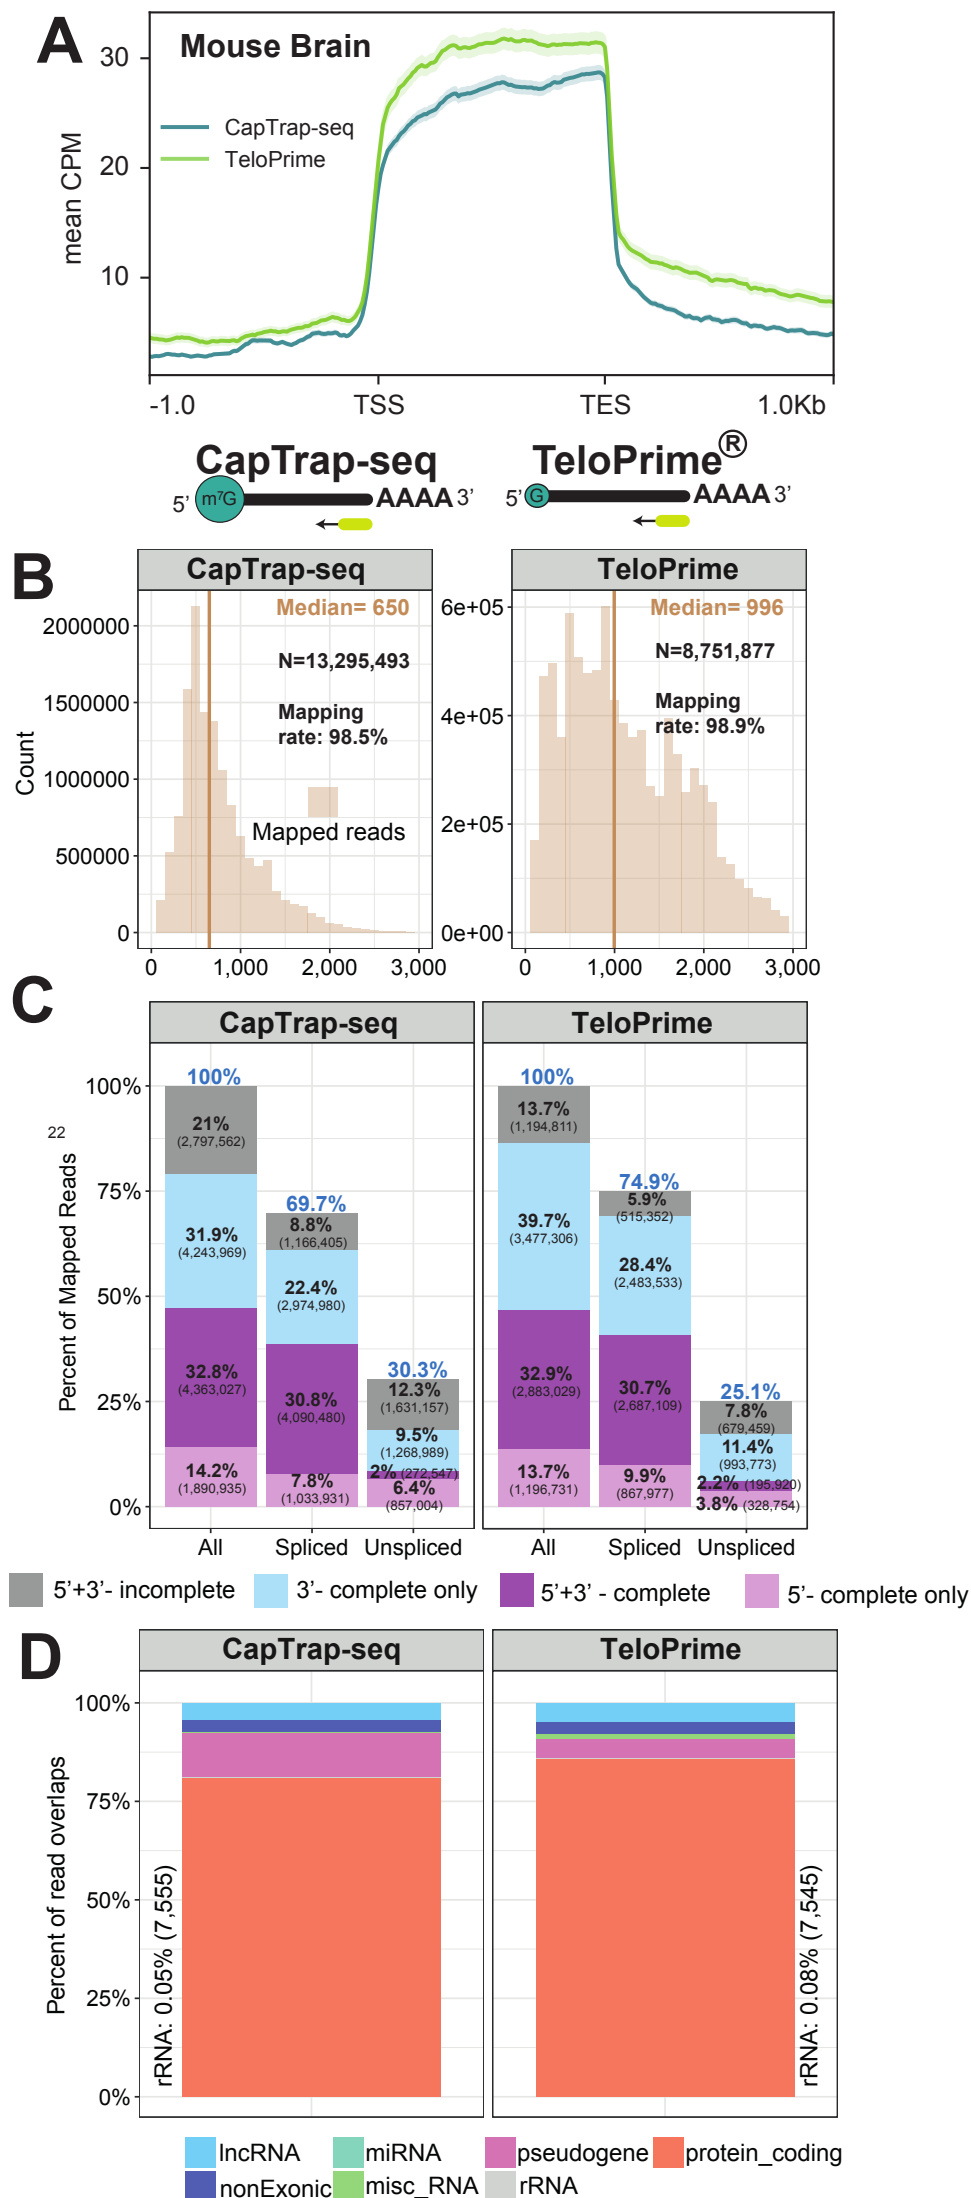 A
Mouse Brain
CapTrap-seq
TeloPrime
mean CPM
30
20
10
-1.0
TSS
TES
1.0Kb
CapTrap-seq
5’ m7G AAAA 3’
TeloPrime®
5’ G AAAA 3’
B
CapTrap-seq
Median= 650
N=13,295,493
Mapping
rate: 98.5%
Mapped reads
Count
2000000
1500000
1000000
500000
0
0
1,000
2,000
3,000
TeloPrime
Median= 996
N=8,751,877
Mapping
rate: 98.9%
6e+05
4e+05
2e+05
0e+00
0
1,000
2,000
3,000
C
22
Percent of Mapped Reads
100%
75%
50%
25%
0%
CapTrap-seq
100%
21%
(2,797,562)
31.9%
(4,243,969)
32.8%
(4,363,027)
14.2%
(1,890,935)
69.7%
8.8%
(1,166,405)
22.4%
(2,974,980)
30.8%
(4,090,480)
7.8%
(1,033,931)
30.3%
12.3%
(1,631,157)
9.5%
(1,268,989)
2% (272,547)
6.4%
(857,004)
All
Spliced
Unspliced
TeloPrime
100%
13.7%
(1,194,811)
39.7%
(3,477,306)
32.9%
(2,883,029)
13.7%
(1,196,731)
74.9%
5.9%
(515,352)
28.4%
(2,483,533)
30.7%
(2,687,109)
9.9%
(867,977)
25.1%
7.8%
(679,459)
11.4%
(993,773)
2.2% (195,920)
3.8% (328,754)
All
Spliced
Unspliced
5’+3’- incomplete
3’- complete only
5’+3’ - complete
5’- complete only
D
CapTrap-seq
TeloPrime
Percent of read overlaps
100%
75%
50%
25%
0%
rRNA: 0.05% (7,555)
rRNA: 0.08% (7,545)
lncRNA
miRNA
pseudogene
protein_coding
nonExonic
misc_RNA
rRNA